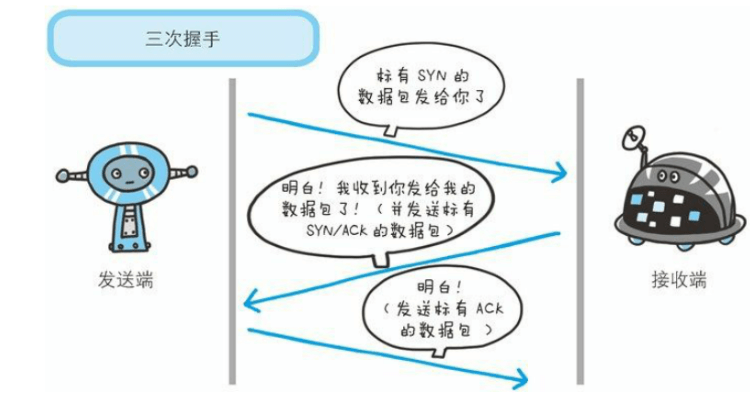 三次握手
标有 SYN 的
数据包发给你了
明白！我收到你发给我的
数据包了！（并发送标有
SYN/ACK 的数据包）
发送端
接收端
明白！
（发送标有 ACK
的数据包 ）